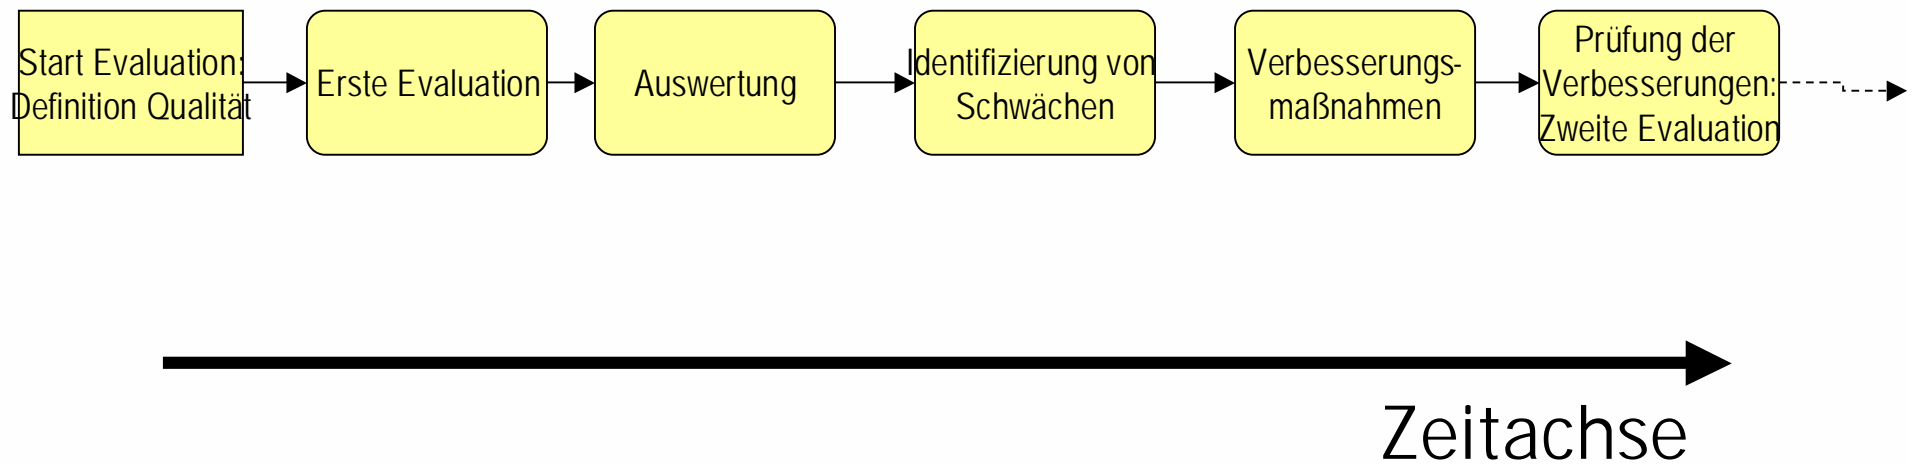 Start Evaluation:
Definition Qualität
Erste Evaluation
Auswertung
Identifizierung von
Schwächen
Verbesserungs-
maßnahmen
Prüfung der
Verbesserungen:
Zweite Evaluation
Zeitachse